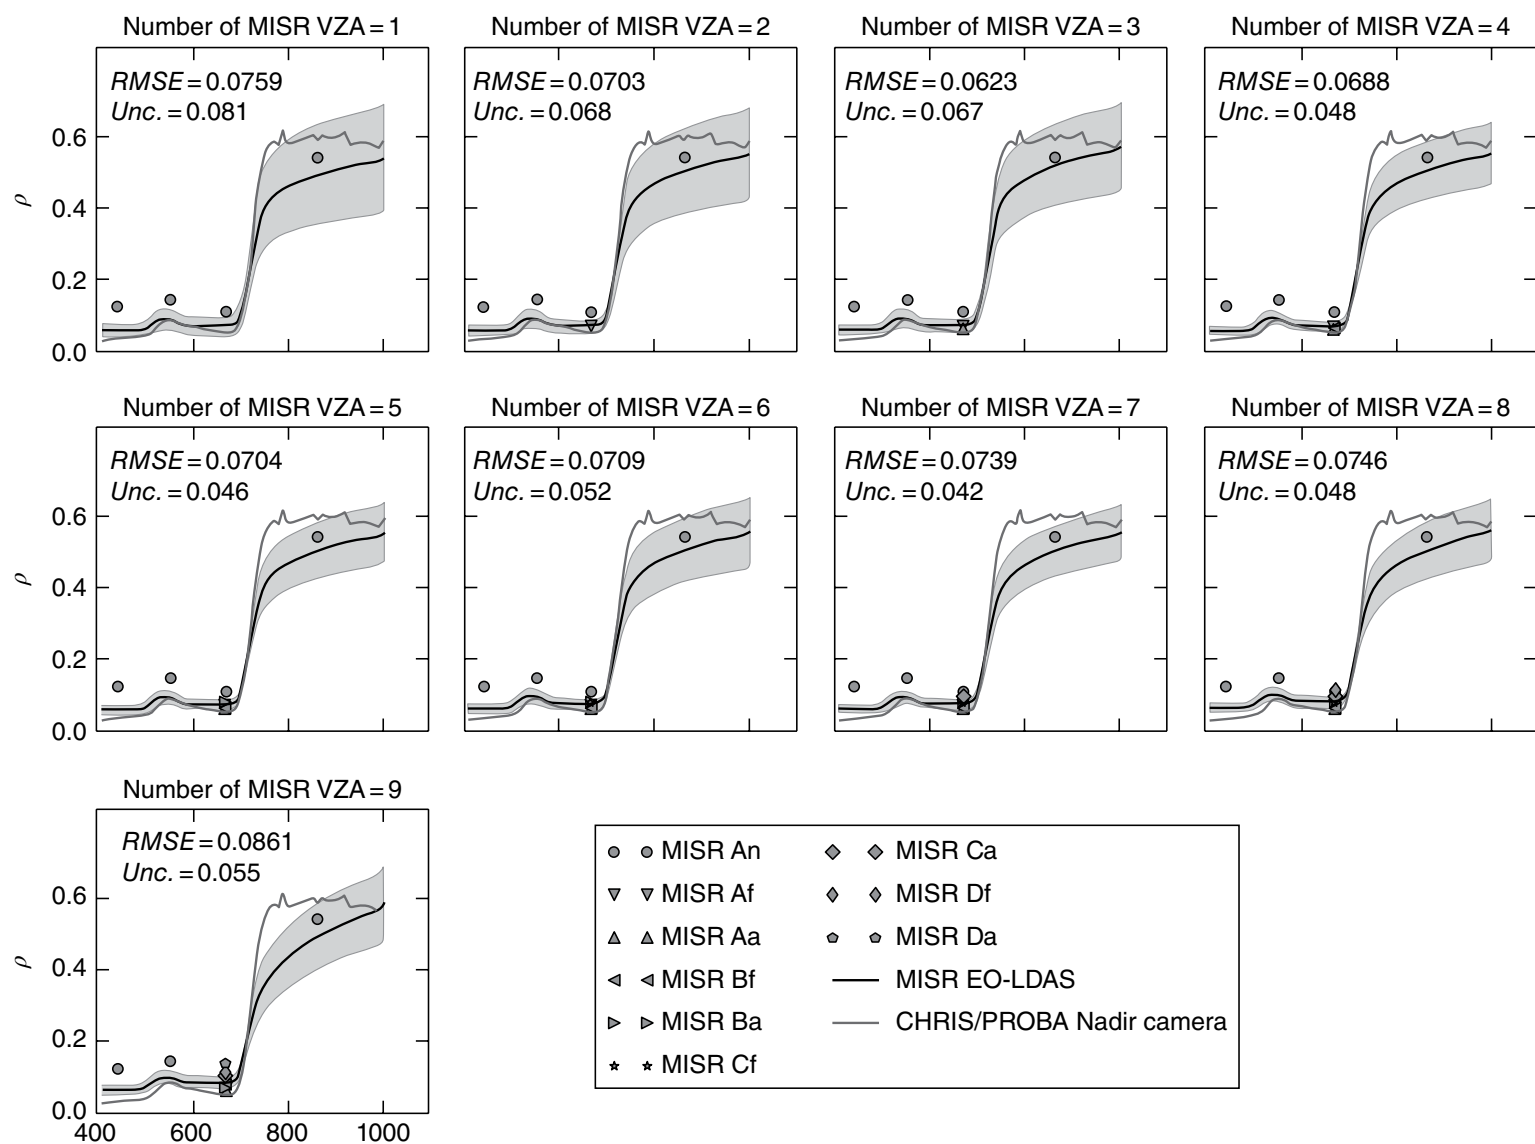 Number of MISR VZA = 1
Number of MISR VZA = 2
Number of MISR VZA = 3
Number of MISR VZA = 4
RMSE = 0.0759
Unc. = 0.081
RMSE = 0.0703
Unc. = 0.068
RMSE = 0.0623
Unc. = 0.067
RMSE = 0.0688
Unc. = 0.048
0.6
0.4
0.2
0.0
ρ
Number of MISR VZA = 5
Number of MISR VZA = 6
Number of MISR VZA = 7
Number of MISR VZA = 8
RMSE = 0.0704
Unc. = 0.046
RMSE = 0.0709
Unc. = 0.052
RMSE = 0.0739
Unc. = 0.042
RMSE = 0.0746
Unc. = 0.048
0.6
0.4
0.2
0.0
ρ
Number of MISR VZA = 9
RMSE = 0.0861
Unc. = 0.055
0.6
0.4
0.2
0.0
ρ
400 600 800 1000
MISR An
MISR Af
MISR Aa
MISR Bf
MISR Ba
MISR Cf
MISR Ca
MISR Df
MISR Da
MISR EO-LDAS
CHRIS/PROBA Nadir camera